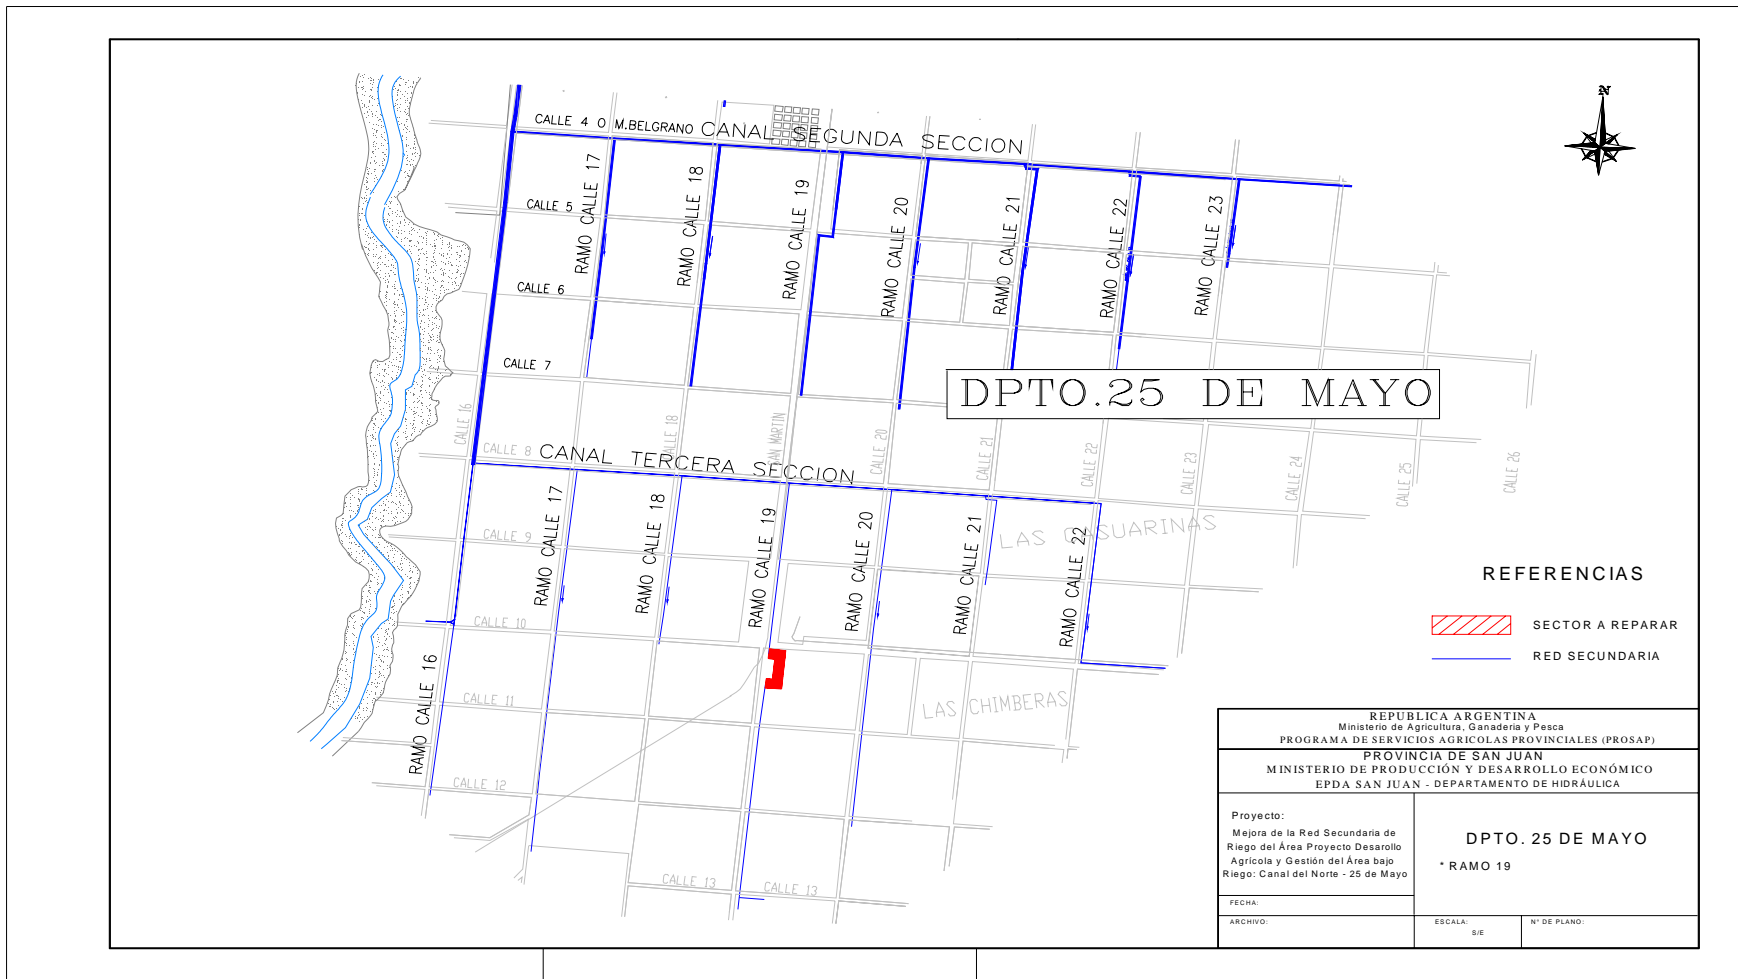 N
CALLE 4 O M.BELGRANO
CANAL SEGUNDA SECCION
RAMO CALLE 17
RAMO CALLE 18
RAMO CALLE 19
RAMO CALLE 20
RAMO CALLE 21
RAMO CALLE 22
RAMO CALLE 23
CALLE 5
CALLE 6
CALLE 7
DPTO.25 DE MAYO
CALLE 16
CALLE 18
SAN MARTIN
CALLE 20
CALLE 21
CALLE 22
CALLE 23
CALLE 24
CALLE 25
CALLE 26
CALLE 8
CANAL TERCERA SECCION
RAMO CALLE 17
RAMO CALLE 18
RAMO CALLE 19
RAMO CALLE 20
RAMO CALLE 21
RAMO CALLE 22
LAS CASUARINAS
CALLE 9
CALLE 10
RAMO CALLE 16
CALLE 11
LAS CHIMBERAS
CALLE 12
CALLE 13
CALLE 13
REFERENCIAS
SECTOR A REPARAR
RED SECUNDARIA
REPUBLICA ARGENTINA
Ministerio de Agricultura, Ganaderia y Pesca
PROGRAMA DE SERVICIOS AGRICOLAS PROVINCIALES (PROSAP)
PROVINCIA DE SAN JUAN
MINISTERIO DE PRODUCCIÓN Y DESARROLLO ECONÓMICO
EPDA SAN JUAN - DEPARTAMENTO DE HIDRÁULICA
Proyecto:
Mejora de la Red Secundaria de
Riego del Área Proyecto Desarollo
Agrícola y Gestión del Área bajo
Riego: Canal del Norte - 25 de Mayo
DPTO. 25 DE MAYO
* RAMO 19
FECHA:
ARCHIVO:
ESCALA:
S/E
N° DE PLANO: